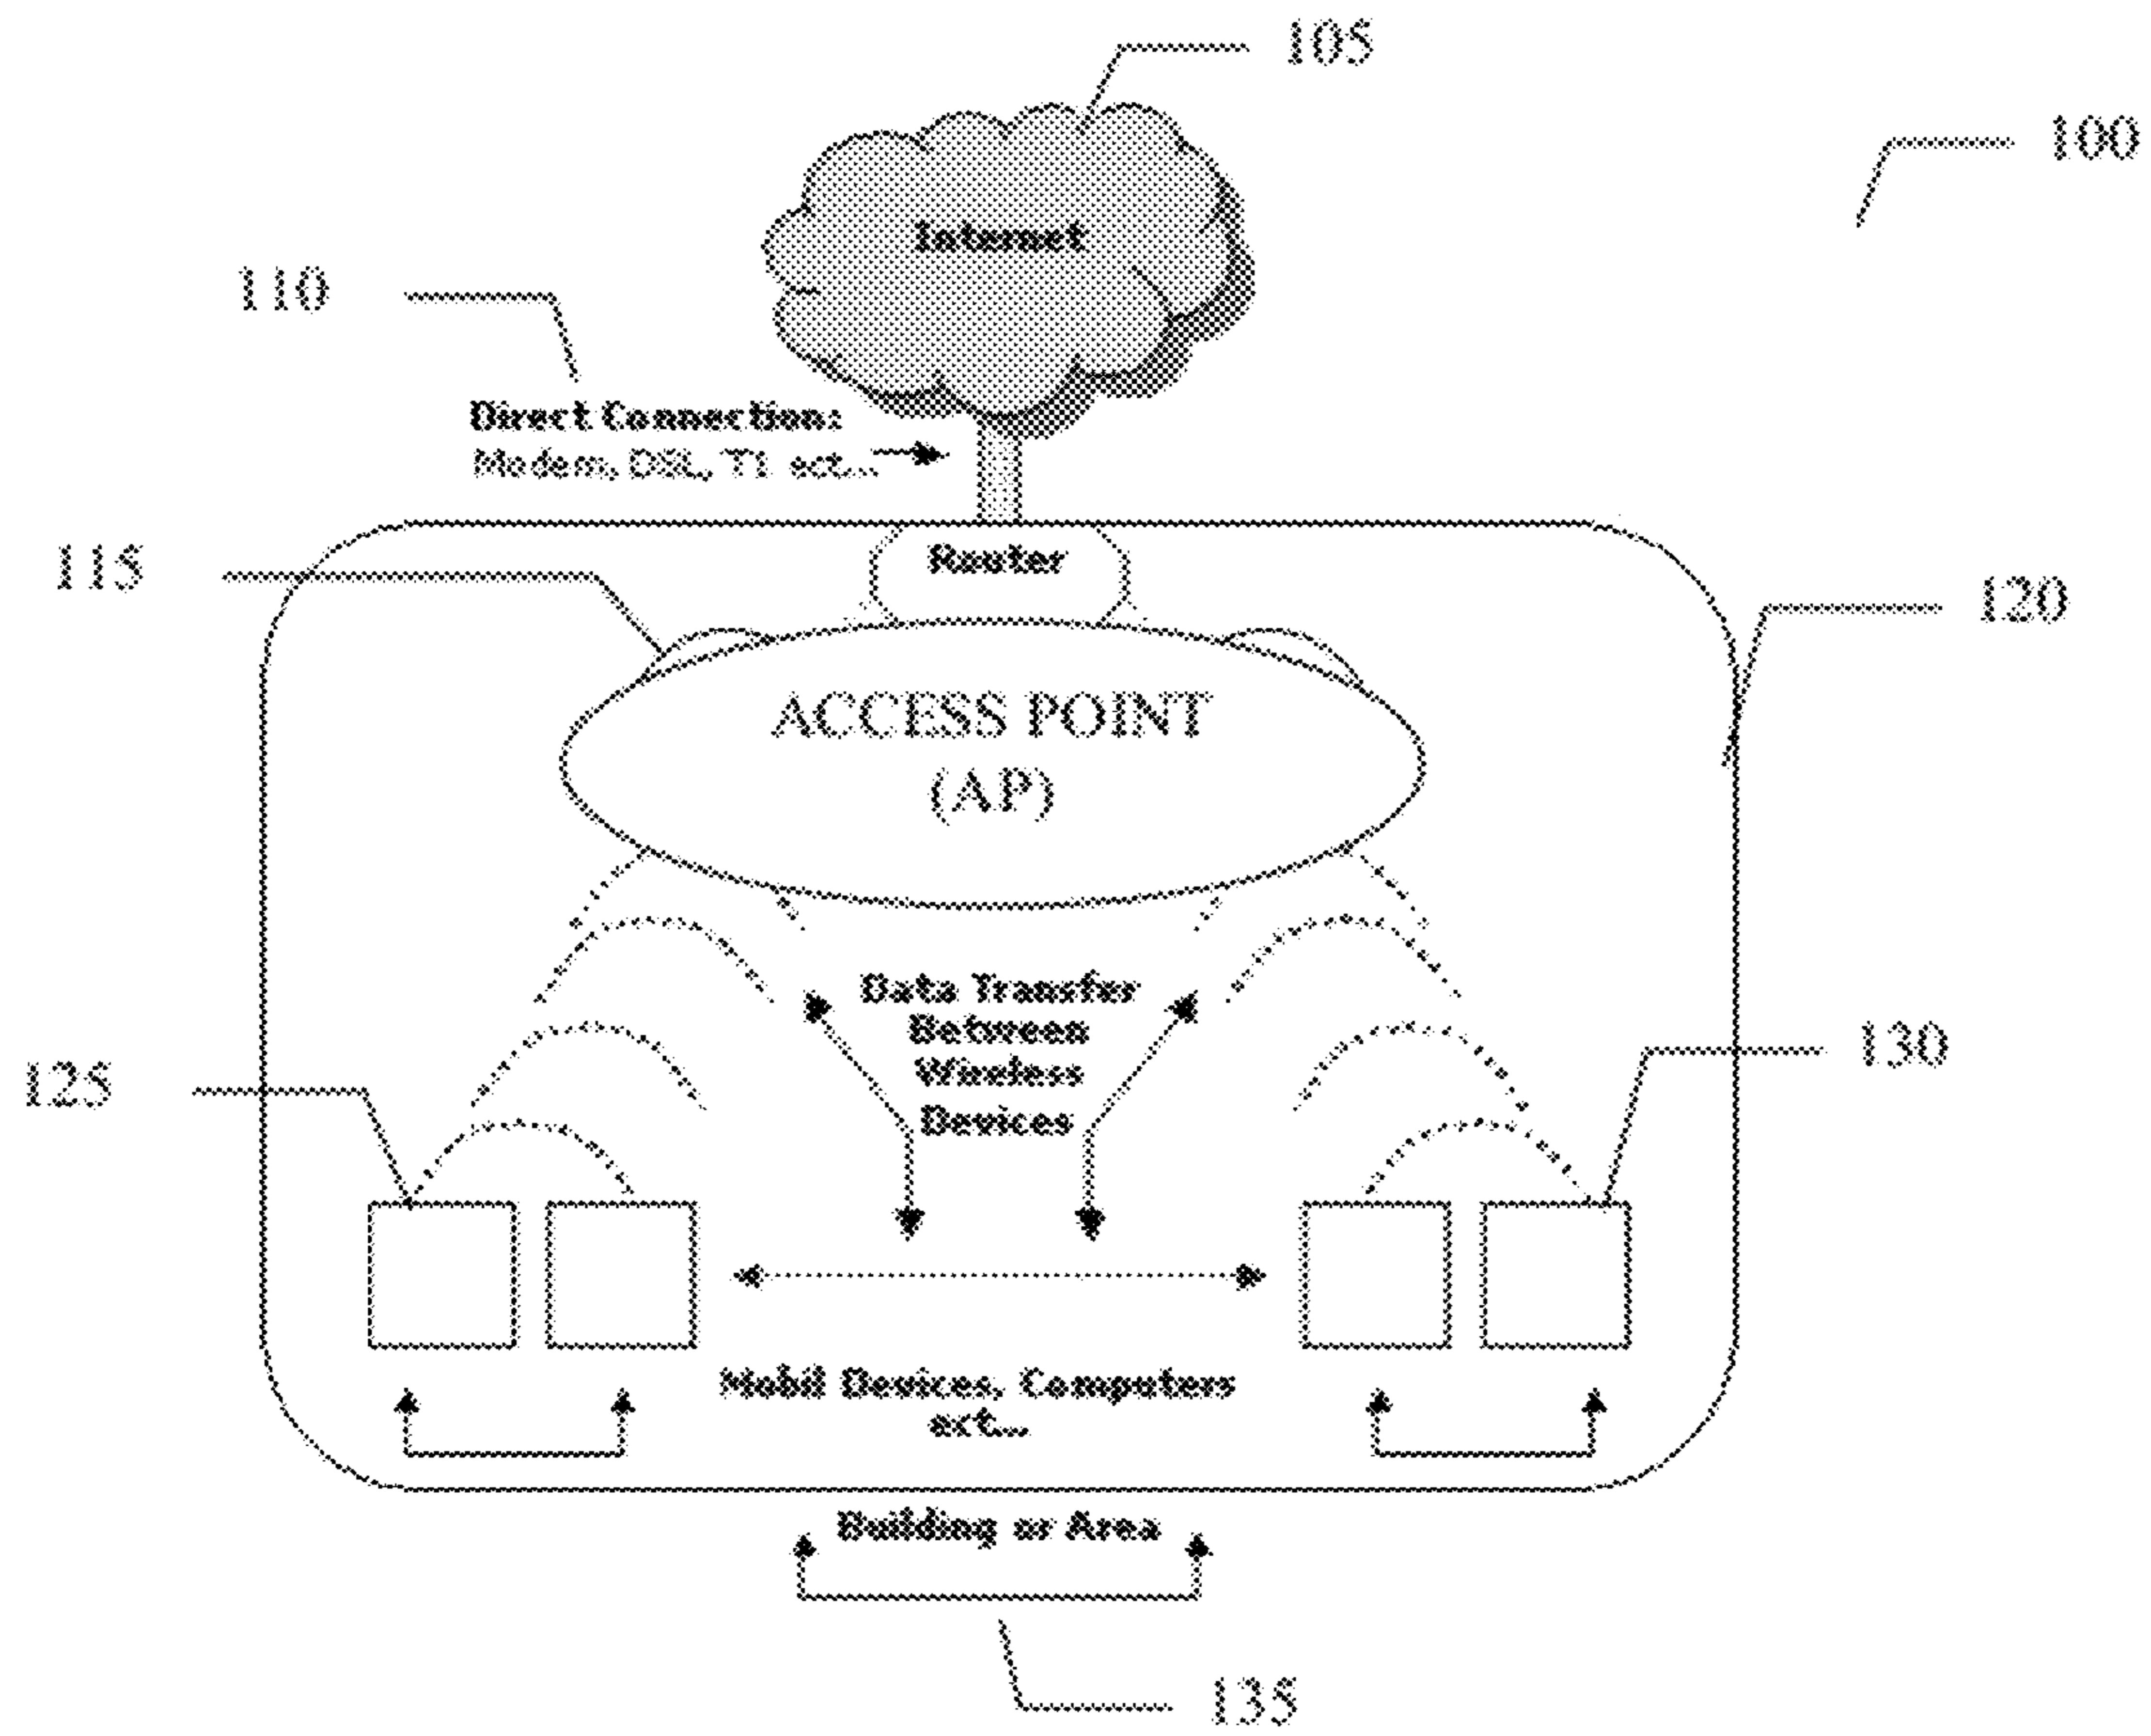 105
100
Internet
110
Direct Connection:
Modem, DSL, T1 ect...
115
Router
120
ACCESS POINT
(AP)
Data Transfer
Between
Wireless
Devices
125
130
Mobil Devices, Computers
ect...
Building or Area
135